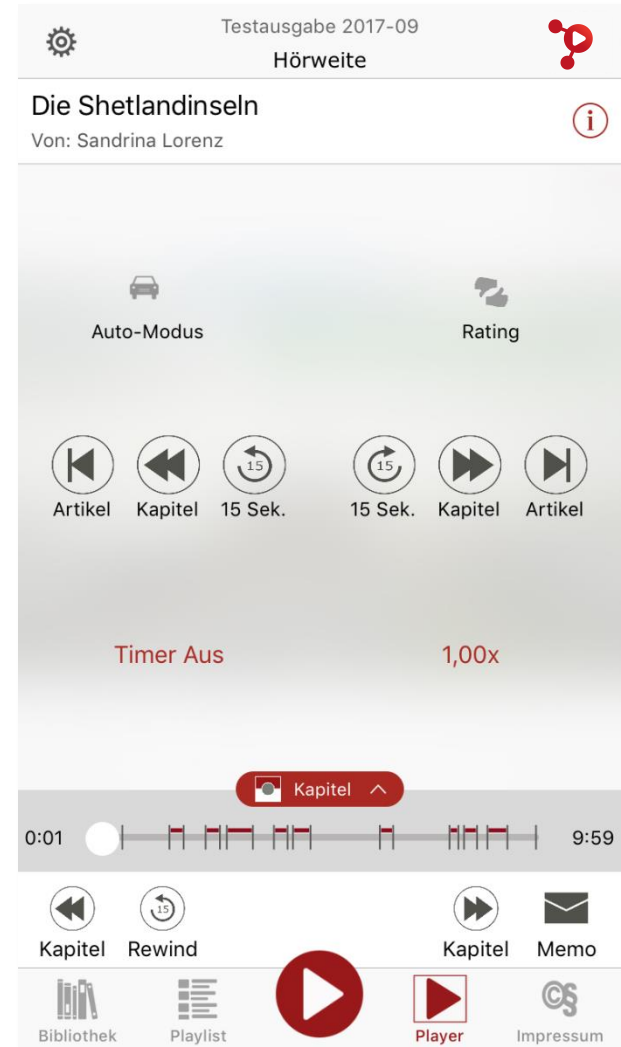 Testausgabe 2017-09
Hörweite
Die Shetlandinseln
Von: Sandrina Lorenz
i
Auto-Modus
Rating
15
15
Artikel Kapitel 15 Sek. 15 Sek. Kapitel Artikel
Timer Aus
1,00x
Kapitel
0:01
9:59
15
Kapitel Rewind Kapitel Memo
©§
Bibliothek Playlist Player Impressum